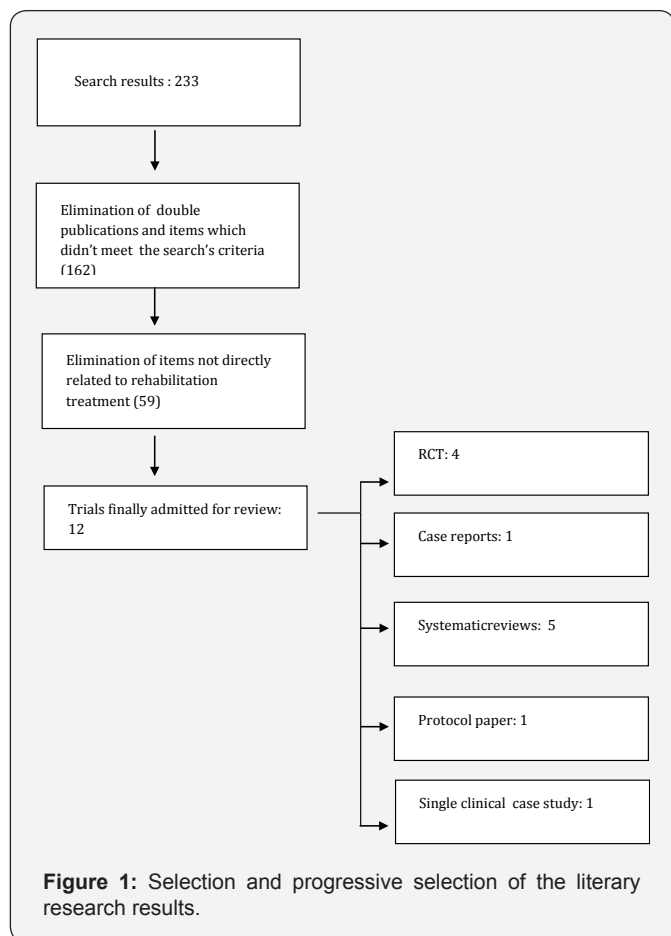 Search results : 233
Elimination of double
publications and items which
didn't meet the search's criteria
(162)
Elimination of items not directly
related to rehabilitation
treatment (59)
Trials finally admitted for review:
12
RCT: 4
Case reports: 1
Systematicreviews: 5
Protocol paper: 1
Single clinical case study: 1
Figure 1: Selection and progressive selection of the literary
research results.